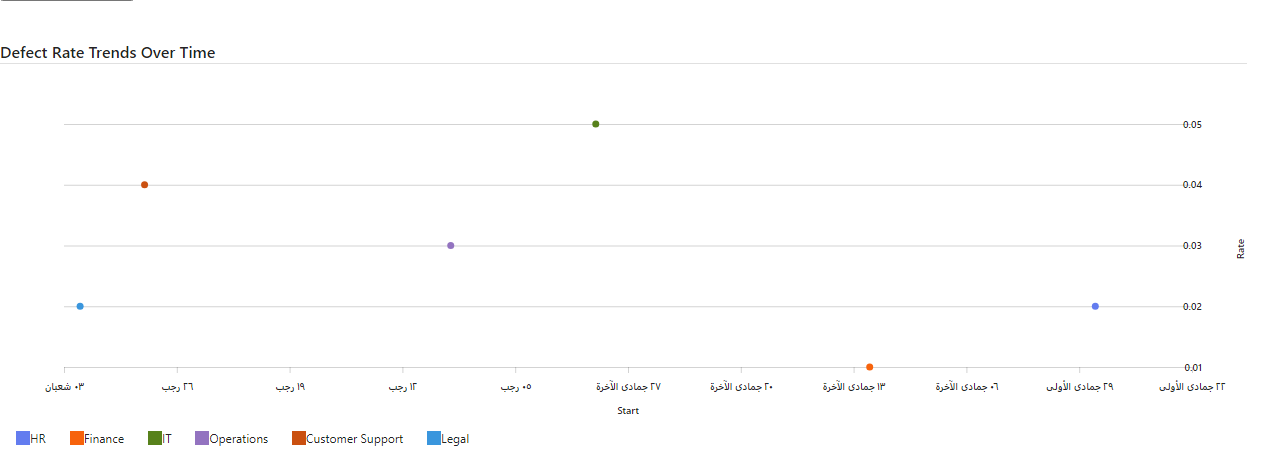 Defect Rate Trends Over Time
0.05
0.04
0.03
0.02
0.01
Rate
٠٣ شعبان
٢٦ رجب
١٩ رجب
١٢ رجب
٠٥ رجب
٢٧ جمادى الآخرة
٢٠ جمادى الآخرة
١٣ جمادى الآخرة
٠٦ جمادى الآخرة
٢٩ جمادى الأولى
٢٢ جمادى الأولى
Start
HR
Finance
IT
Operations
Customer Support
Legal